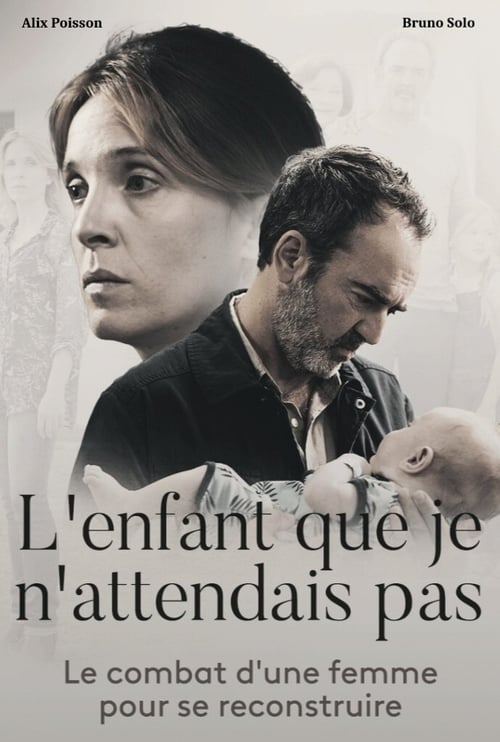 Alix Poisson
Bruno Solo
L'enfant que je
n'attendais pas
Le combat d'une femme
pour se reconstruire